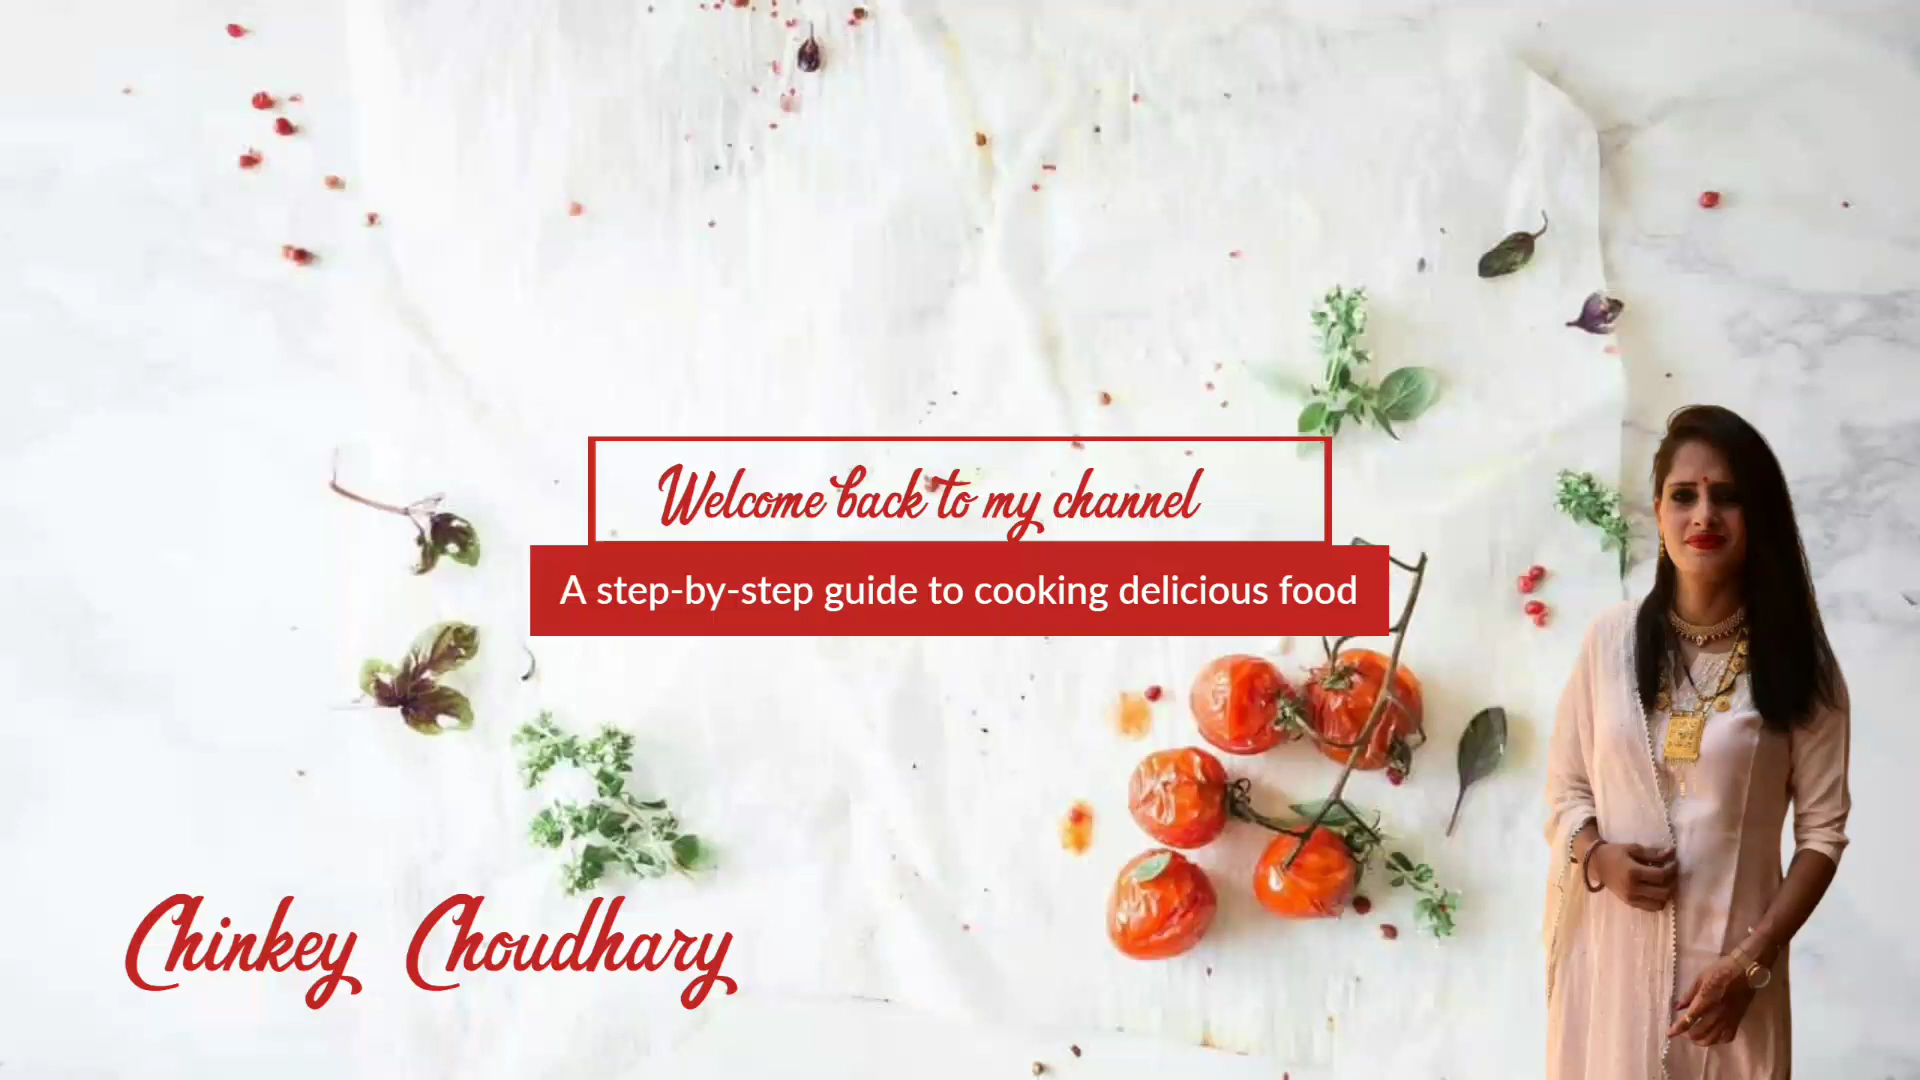 Welcome back to my channel
A step-by-step guide to cooking delicious food
Chinkey Choudhary